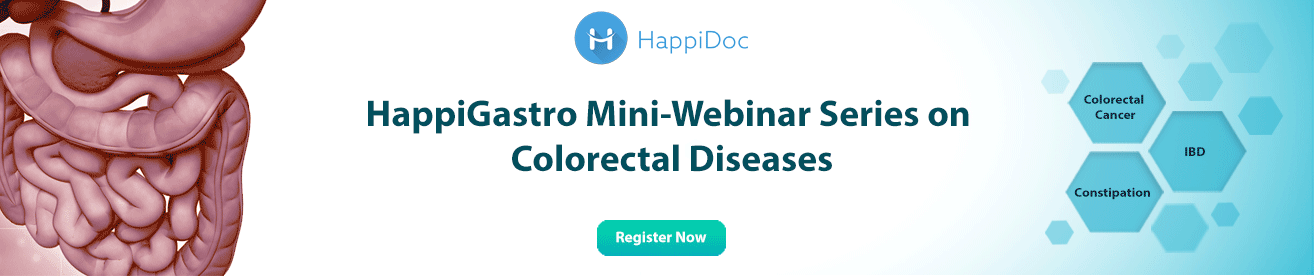 HappiDoc
HappiGastro Mini-Webinar Series on
Colorectal Diseases
Register Now
Colorectal
Cancer
IBD
Constipation